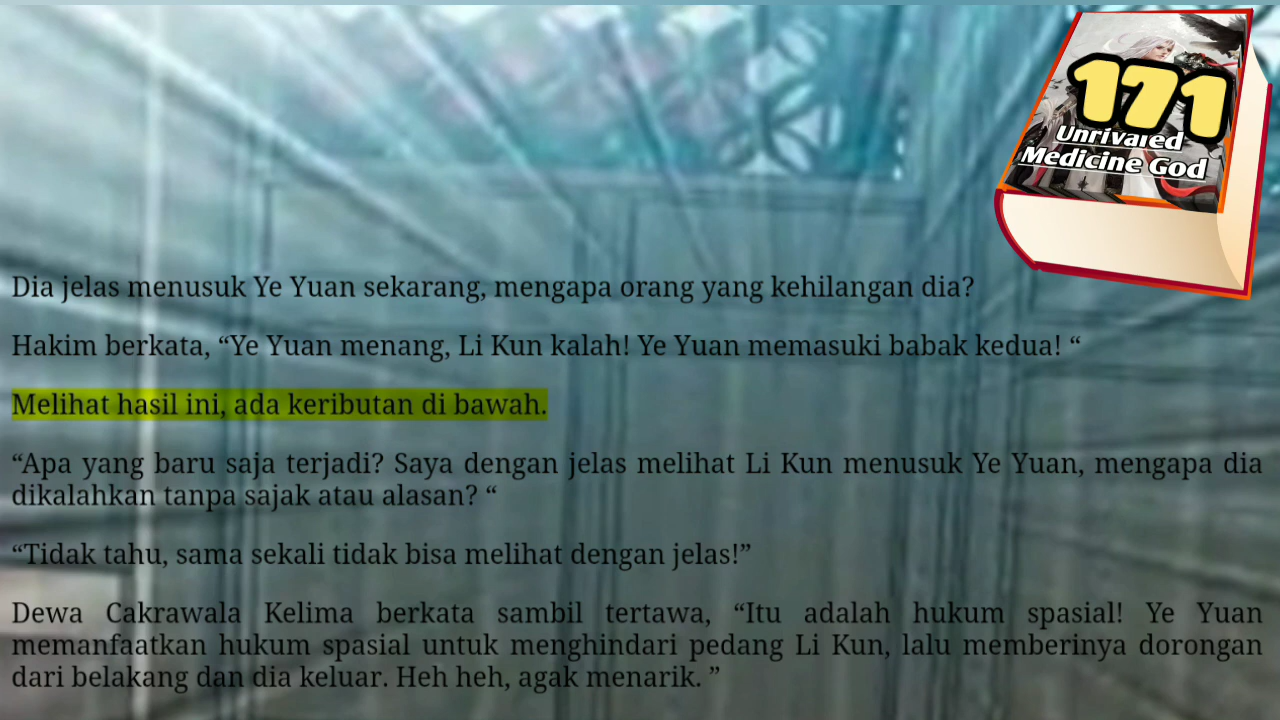 171
Unrivaled
Medicine God
Dia jelas menusuk Ye Yuan sekarang, mengapa orang yang kehilangan dia?
Hakim berkata, “Ye Yuan menang, Li Kun kalah! Ye Yuan memasuki babak kedua! “
Melihat hasil ini, ada keributan di bawah.
“Apa yang baru saja terjadi? Saya dengan jelas melihat Li Kun menusuk Ye Yuan, mengapa dia
dikalahkan tanpa sajak atau alasan? “
“Tidak tahu, sama sekali tidak bisa melihat dengan jelas!”
Dewa Cakrawala Kelima berkata sambil tertawa, “Itu adalah hukum spasial! Ye Yuan
memanfaatkan hukum spasial untuk menghindari pedang Li Kun, lalu memberinya dorongan
dari belakang dan dia keluar. Heh heh, agak menarik. ”